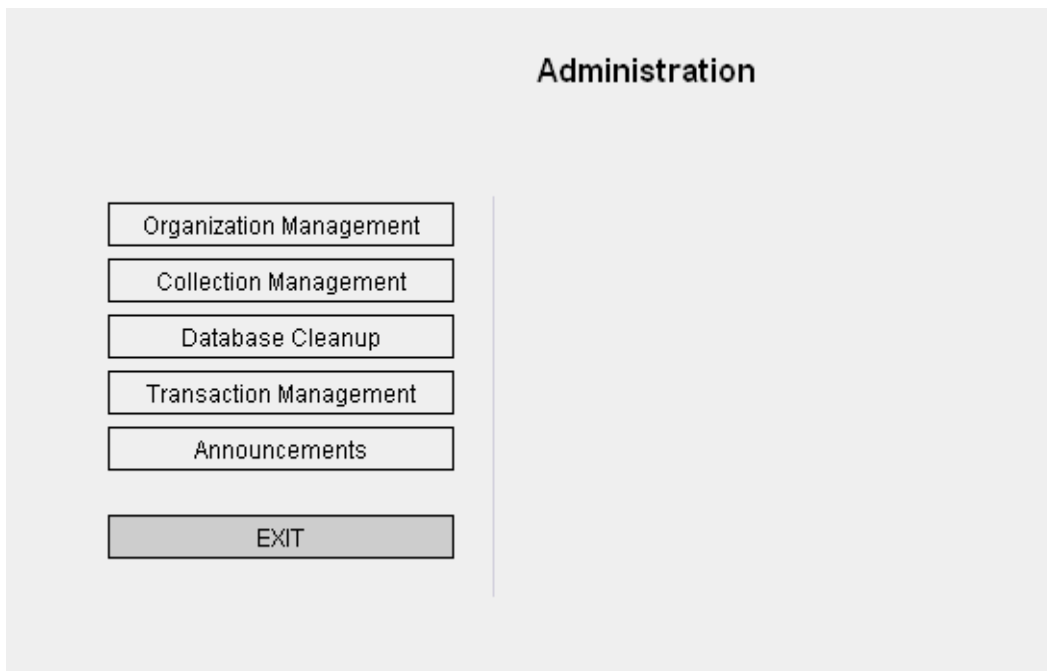 Administration
Organization Management
Collection Management
Database Cleanup
Transaction Management
Announcements
EXIT